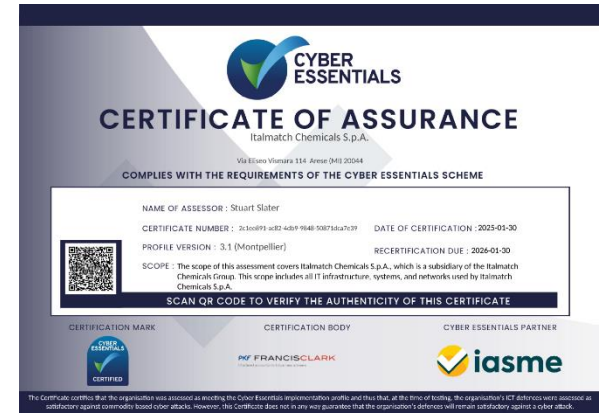 CYBER
ESSENTIALS
CERTIFICATE OF ASSURANCE
Italmatch Chemicals S.p.A.
Via Eliseo Vismara 114 Arese (MI) 20044
COMPLIES WITH THE REQUIREMENTS OF THE CYBER ESSENTIALS SCHEME
NAME OF ASSESSOR : Stuart Slater
CERTIFICATE NUMBER : DATE OF CERTIFICATION : 2025-01-30
PROFILE VERSION : 3.1 (Montpellier) RECERTIFICATION DUE : 2026-01-30
SCOPE : The scope of this assessment covers Italmatch Chemicals S.p.A., which is a subsidiary of the Italmatch
Chemicals Group. This scope includes all IT infrastructure, systems, and networks used by Italmatch
Chemicals S.p.A.
SCAN QR CODE TO VERIFY THE AUTHENTICITY OF THIS CERTIFICATE
CERTIFICATION MARK CERTIFICATION BODY CYBER ESSENTIALS PARTNER
CYBER
ESSENTIALS
CERTIFIED
PKF FRANCISCLARK
iasme
The Certificate certifies that the organisation was assessed as meeting the Cyber Essentials implementation profile and thus that, at the time of testing, the organisation's ICT defences were assessed as
satisfactory against commodity based cyber attacks. However, this Certificate does not in any way guarantee that the organisation's defences will remain satisfactory against a cyber attack.